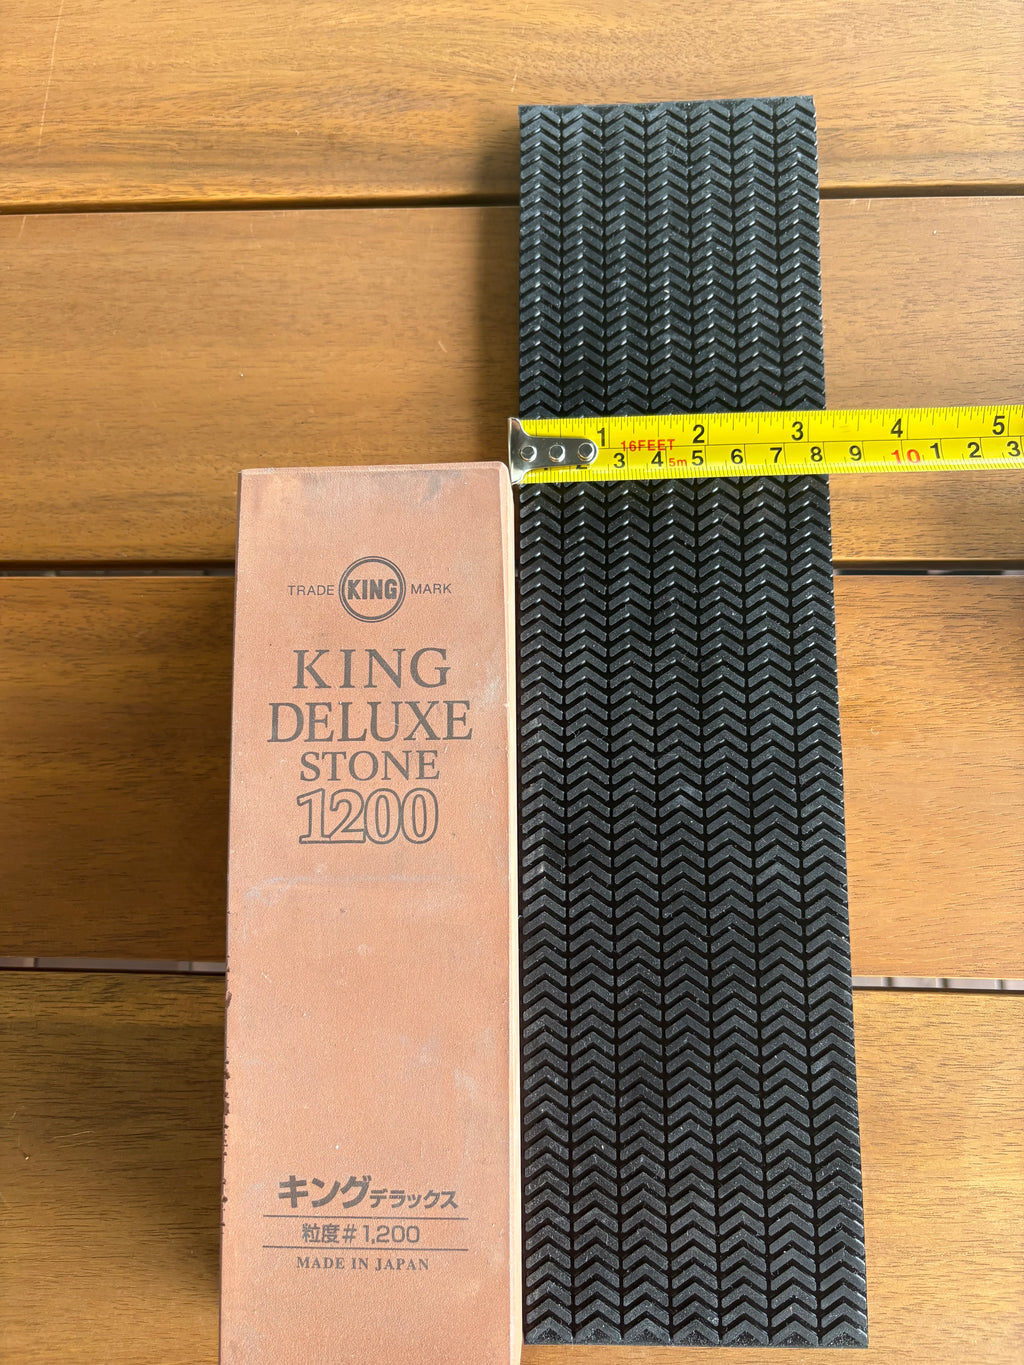 TRADE KING MARK
KING
DELUXE
STONE
1200
キングデラックス
粒度#1,200
MADE IN JAPAN
1 16FEET 2 3 4 5
3 4 5m 5 6 7 8 9 10 1 2 3